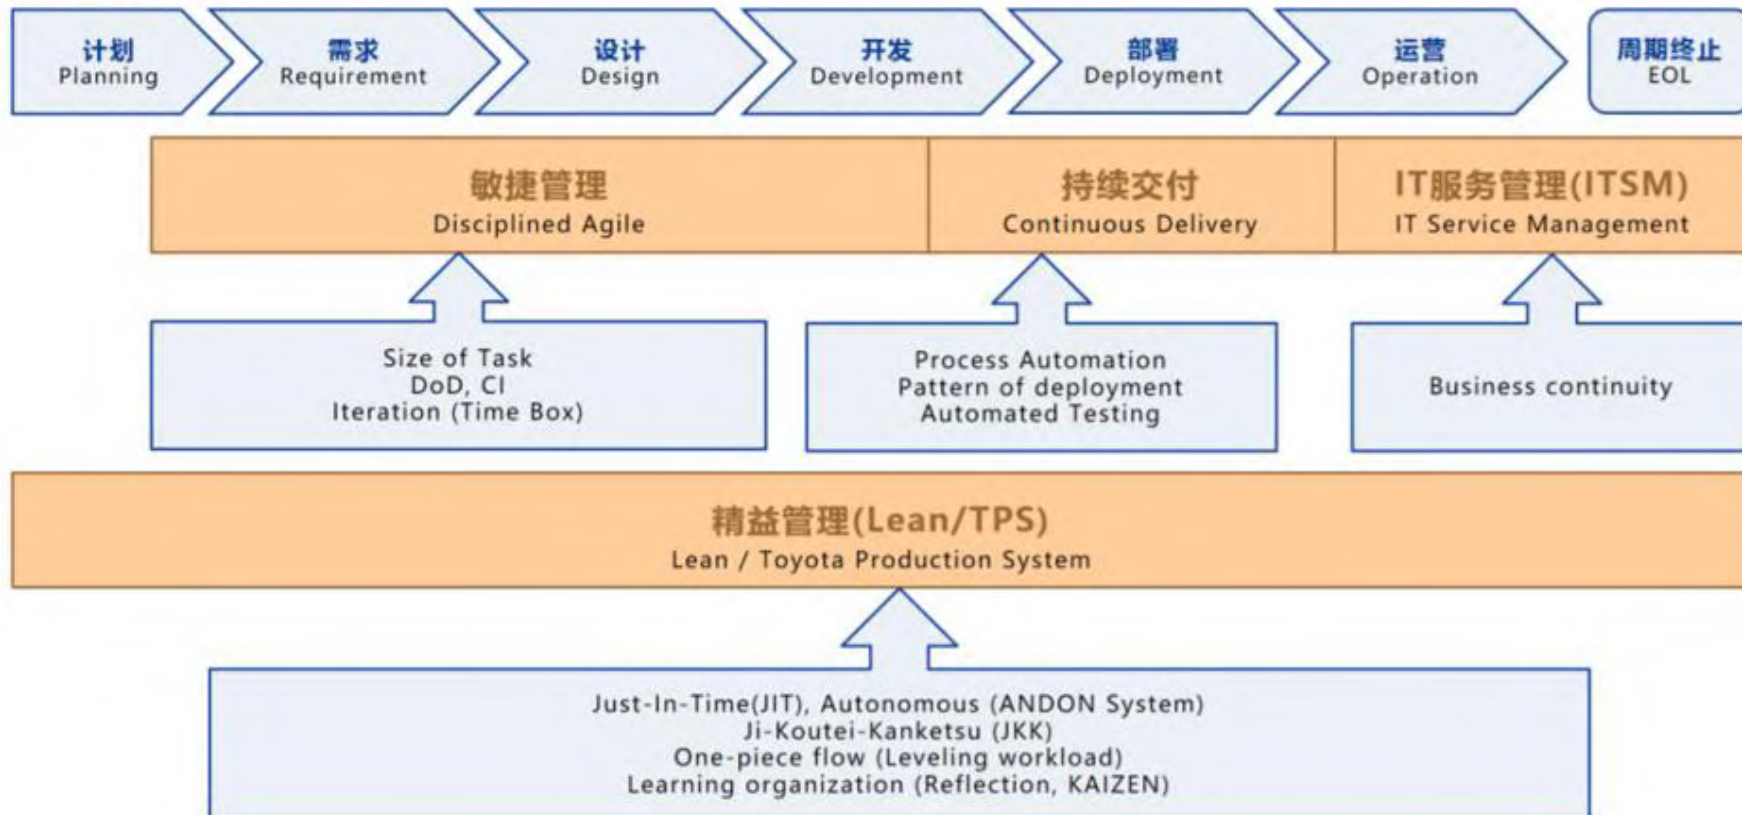 计划
Planning
需求
Requirement
设计
Design
开发
Development
部署
Deployment
运营
Operation
周期终止
EOL
敏捷管理
Disciplined Agile
持续交付
Continuous Delivery
IT服务管理(ITSM)
IT Service Management
Size of Task
DoD, CI
Iteration (Time Box)
Process Automation
Pattern of deployment
Automated Testing
Business continuity
精益管理(Lean/TPS)
Lean / Toyota Production System
Just-In-Time(JIT), Autonomous (ANDON System)
Ji-Koutei-Kanketsu (JKK)
One-piece flow (Leveling workload)
Learning organization (Reflection, KAIZEN)